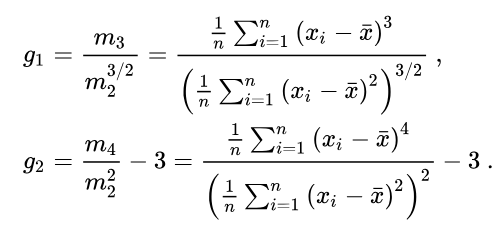 g_1 = \frac{m_3}{m_2^{3/2}} = \frac{\frac{1}{n} \sum_{i=1}^{n} (x_i - \bar{x})^3}{\left( \frac{1}{n} \sum_{i=1}^{n} (x_i - \bar{x})^2 \right)^{3/2}} ,
g_2 = \frac{m_4}{m_2^2} - 3 = \frac{\frac{1}{n} \sum_{i=1}^{n} (x_i - \bar{x})^4}{\left( \frac{1}{n} \sum_{i=1}^{n} (x_i - \bar{x})^2 \right)^2} - 3 .